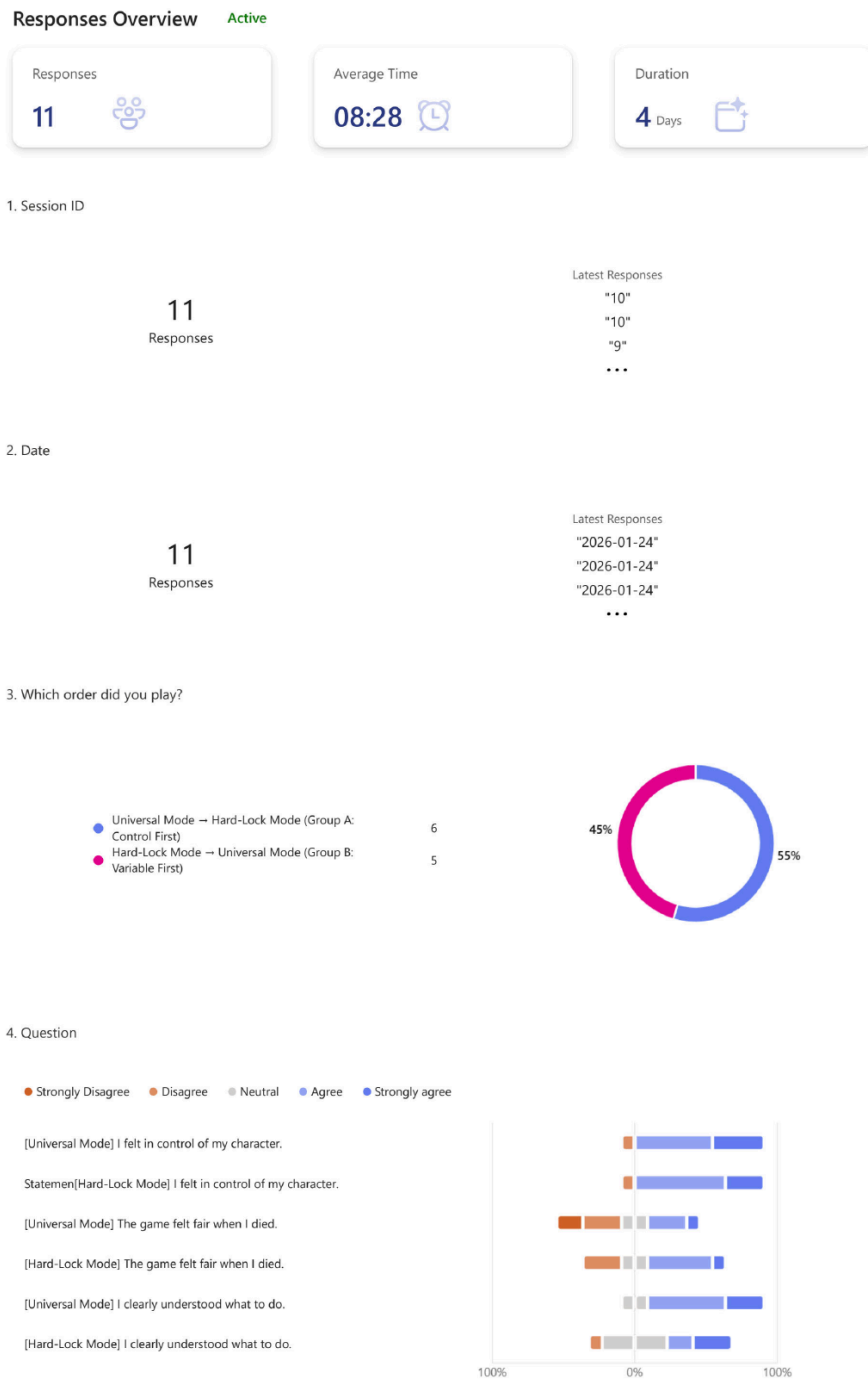 Responses Overview Active
Responses Average Time Duration
11 08:28 4 Days
1. Session ID
Latest Responses
11
Responses
"10"
"10"
"9"
...
2. Date
Latest Responses
11
Responses
"2026-01-24"
"2026-01-24"
"2026-01-24"
...
3. Which order did you play?
Universal Mode → Hard-Lock Mode (Group A:
Control First) 6
Hard-Lock Mode → Universal Mode (Group B:
Variable First) 5
45%
55%
4. Question
Strongly Disagree Disagree Neutral Agree Strongly agree
[Universal Mode] I felt in control of my character.
Statemen[Hard-Lock Mode] I felt in control of my character.
[Universal Mode] The game felt fair when I died.
[Hard-Lock Mode] The game felt fair when I died.
[Universal Mode] I clearly understood what to do.
[Hard-Lock Mode] I clearly understood what to do.
100% 0% 100%